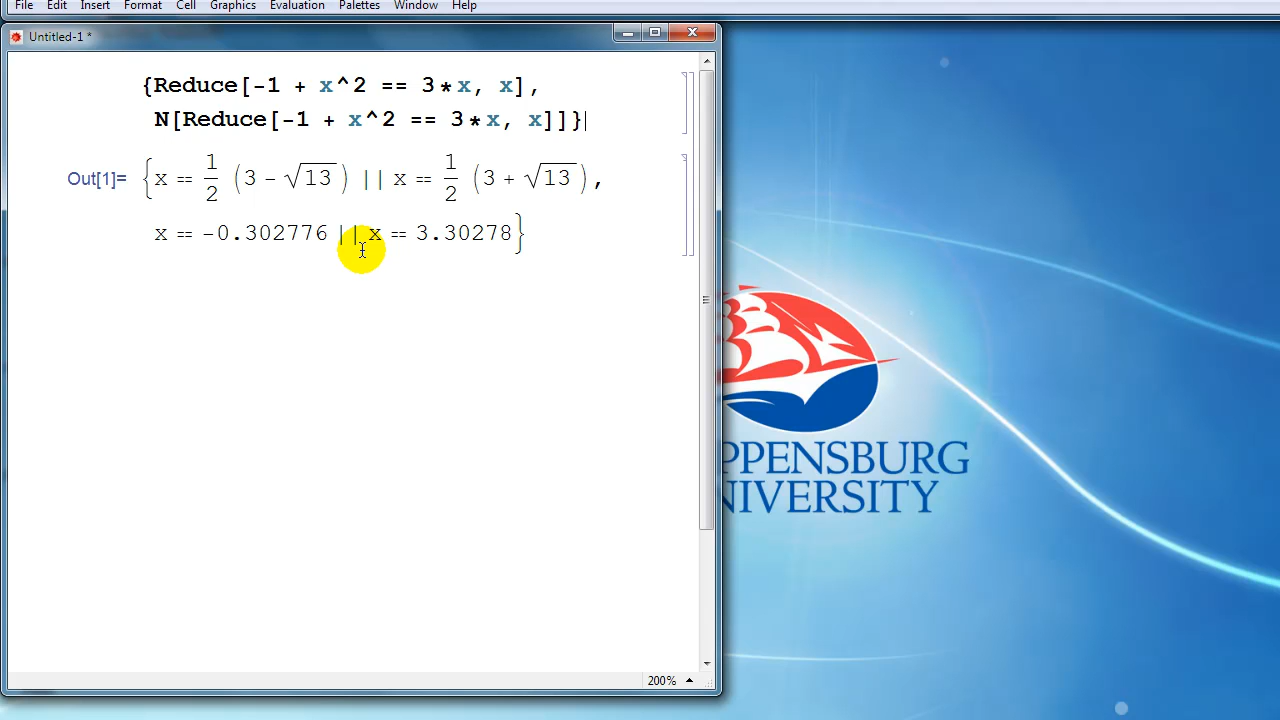 File Edit Insert Format Cell Graphics Evaluation Palettes Window Help
Untitled-1 *
{Reduce[-1 + x^2 == 3*x, x],
N[Reduce[-1 + x^2 == 3*x, x]]}
Out[1]= {x == 1/2 (3 - √13) || x == 1/2 (3 + √13),
x == -0.302776 || x == 3.30278}
PPENSBURG
NIVERSITY
200%